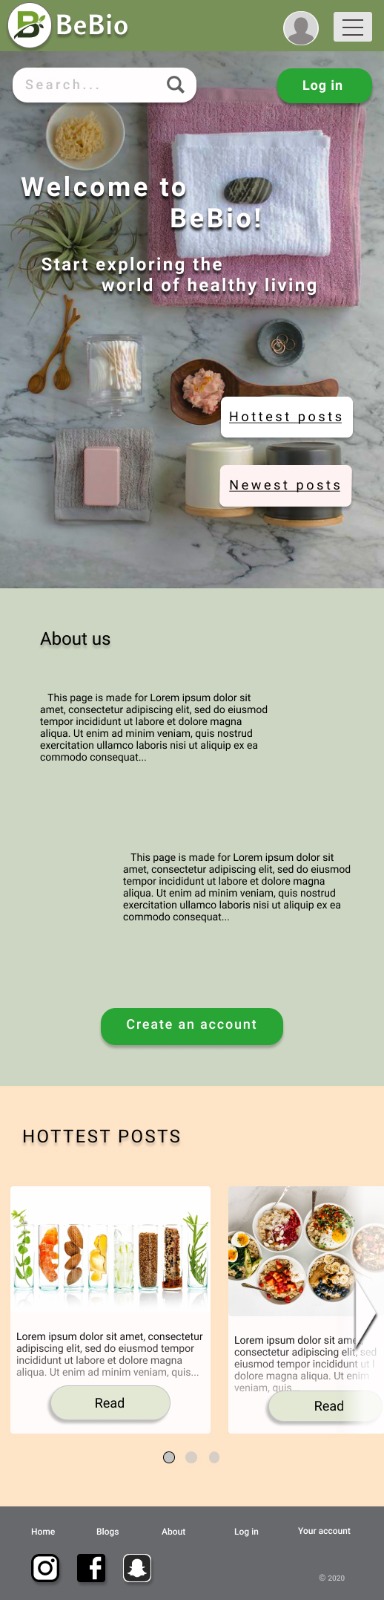 BeBio
Search...
Log in
Welcome to
BeBio!
Start exploring the
world of healthy living
Hottest posts
Newest posts
About us
This page is made for Lorem ipsum dolor sit
amet, consectetur adipiscing elit, sed do eiusmod
tempor incididunt ut labore et dolore magna
aliqua. Ut enim ad minim veniam, quis nostrud
exercitation ullamco laboris nisi ut aliquip ex ea
commodo consequat...
This page is made for Lorem ipsum dolor sit
amet, consectetur adipiscing elit, sed do eiusmod
tempor incididunt ut labore et dolore magna
aliqua. Ut enim ad minim veniam, quis nostrud
exercitation ullamco laboris nisi ut aliquip ex ea
commodo consequat...
Create an account
HOTTEST POSTS
Lorem ipsum dolor sit amet, consectetur
adipiscing elit, sed do eiusmod tempor
incididunt ut labore et dolore magna
aliqua. Ut enim ad minim veniam, quis...
Read
Lorem ipsum dolor sit ame
consectetur adipiscing elit, sed
eiusmod tempor incididunt ut l
dolore magna aliqua. Ut enim
veniam, quis...
Read
Home Blogs About Log in Your account
© 2020